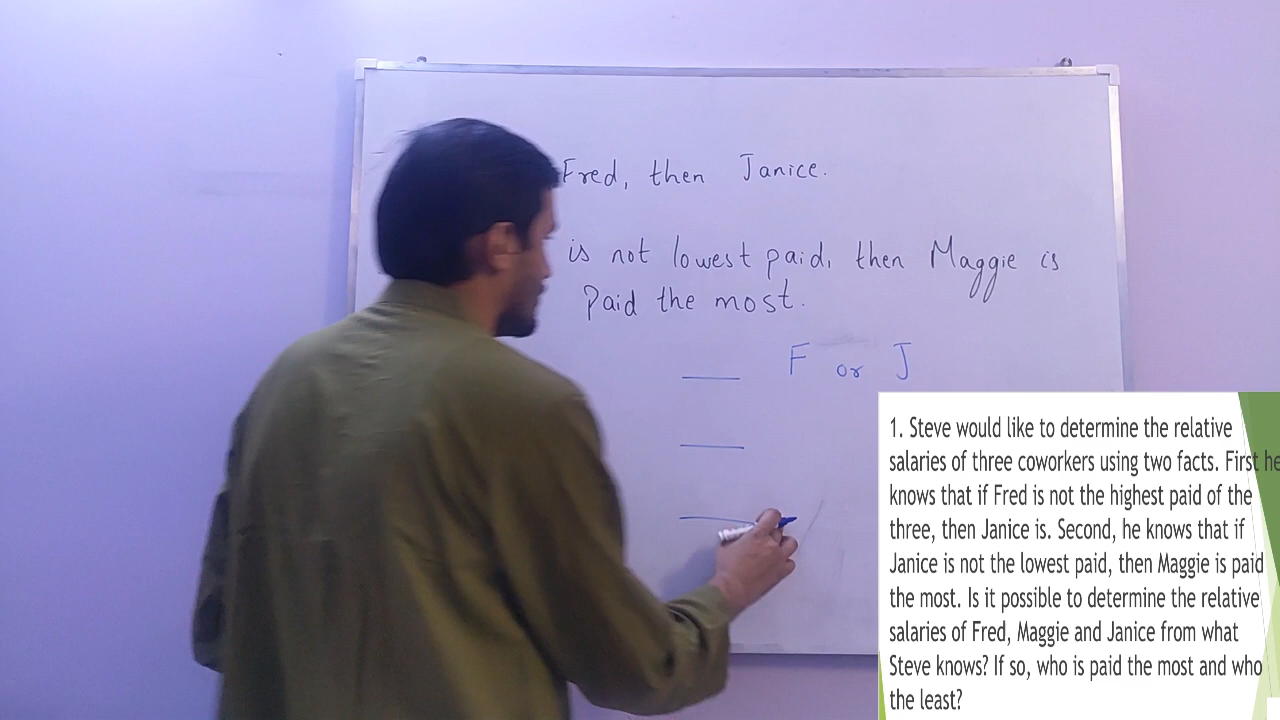 Fred, then Janice.
is not lowest paid, then Maggie is
Paid the most.
F or J
1. Steve would like to determine the relative
salaries of three coworkers using two facts. First he
knows that if Fred is not the highest paid of the
three, then Janice is. Second, he knows that if
Janice is not the lowest paid, then Maggie is paid
the most. Is it possible to determine the relative
salaries of Fred, Maggie and Janice from what
Steve knows? If so, who is paid the most and who
the least?